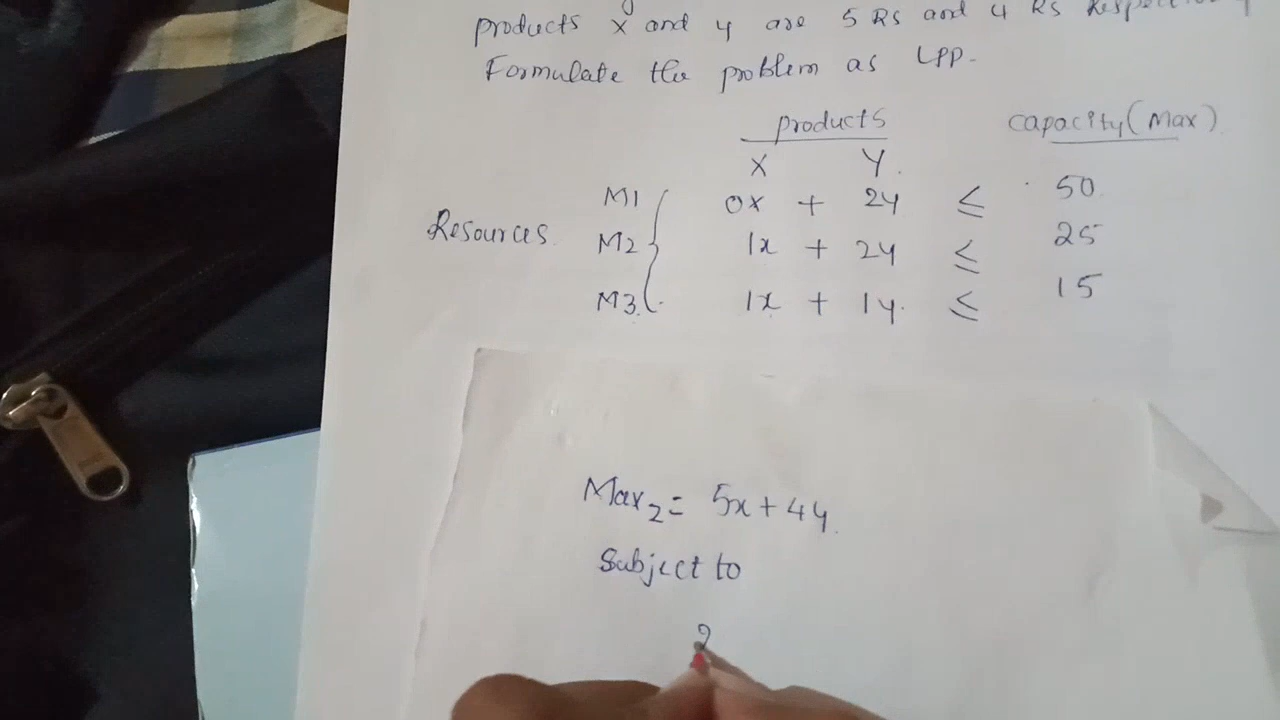 products x and y are 5 Rs and 4 Rs
Formulate the problem as LPP.
products capacity(Max)
X Y.
M1 0x + 2y ≤ 50.
Resources. M2 1x + 2y ≤ 25
M3. 1x + 1y. ≤ 15
Max z = 5x + 4y.
Subject to
2